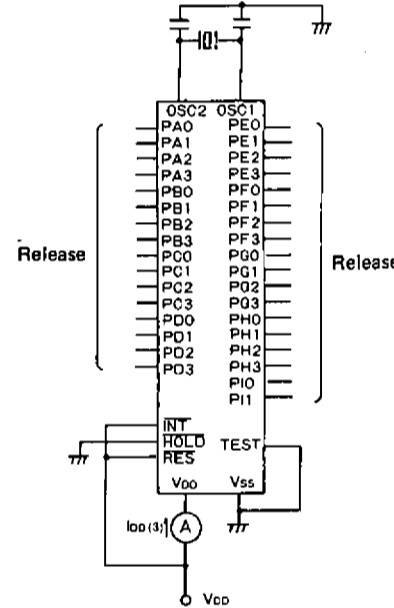 OSC2 OSC1
PA0 PE0
PA1 PE1
PA2 PE2
PA3 PE3
PB0 PF0
PB1 PF1
PB2 PF2
PB3 PF3
Release PC0 PG0 Release
PC1 PG1
PC2 PG2
PC3 PG3
PD0 PH0
PD1 PH1
PD2 PH2
PD3 PH3
PI0
PI1
INT
HOLD TEST
RES
VDD VSS
IDD (3) A
VDD